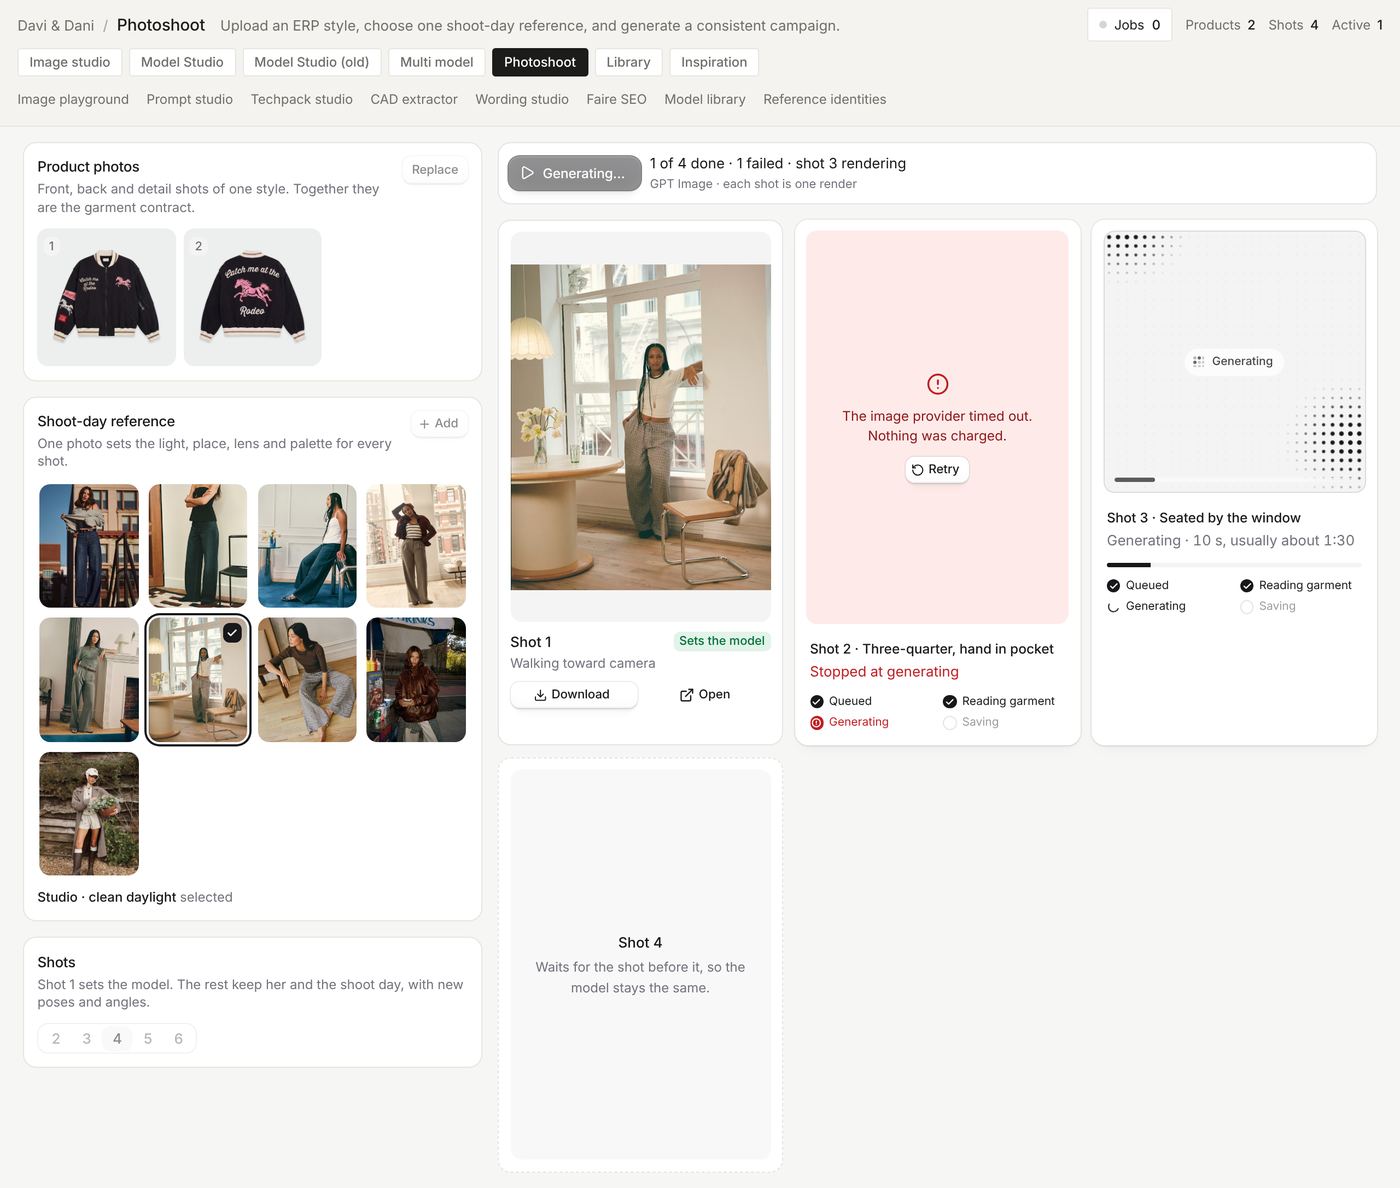 Davi & Dani / Photoshoot Upload an ERP style, choose one shoot-day reference, and generate a consistent campaign.
Jobs 0 Products 2 Shots 4 Active 1
Image studio Model Studio Model Studio (old) Multi model Photoshoot Library Inspiration
Image playground Prompt studio Techpack studio CAD extractor Wording studio Faire SEO Model library Reference identities
Product photos
Replace
Front, back and detail shots of one style. Together they
are the garment contract.
1
Catch me
at the
Rodeo
2
Catch me at the
Rodeo
Shoot-day reference
+ Add
One photo sets the light, place, lens and palette for every
shot.
Studio · clean daylight selected
Shots
Shot 1 sets the model. The rest keep her and the shoot day, with new
poses and angles.
2 3 4 5 6
Generating...
1 of 4 done · 1 failed · shot 3 rendering
GPT Image · each shot is one render
Shot 1
Sets the model
Walking toward camera
Download Open
The image provider timed out.
Nothing was charged.
Retry
Shot 2 · Three-quarter, hand in pocket
Stopped at generating
Queued Reading garment
Generating Saving
Generating
Shot 3 · Seated by the window
Generating · 10 s, usually about 1:30
Queued Reading garment
Generating Saving
Shot 4
Waits for the shot before it, so the
model stays the same.